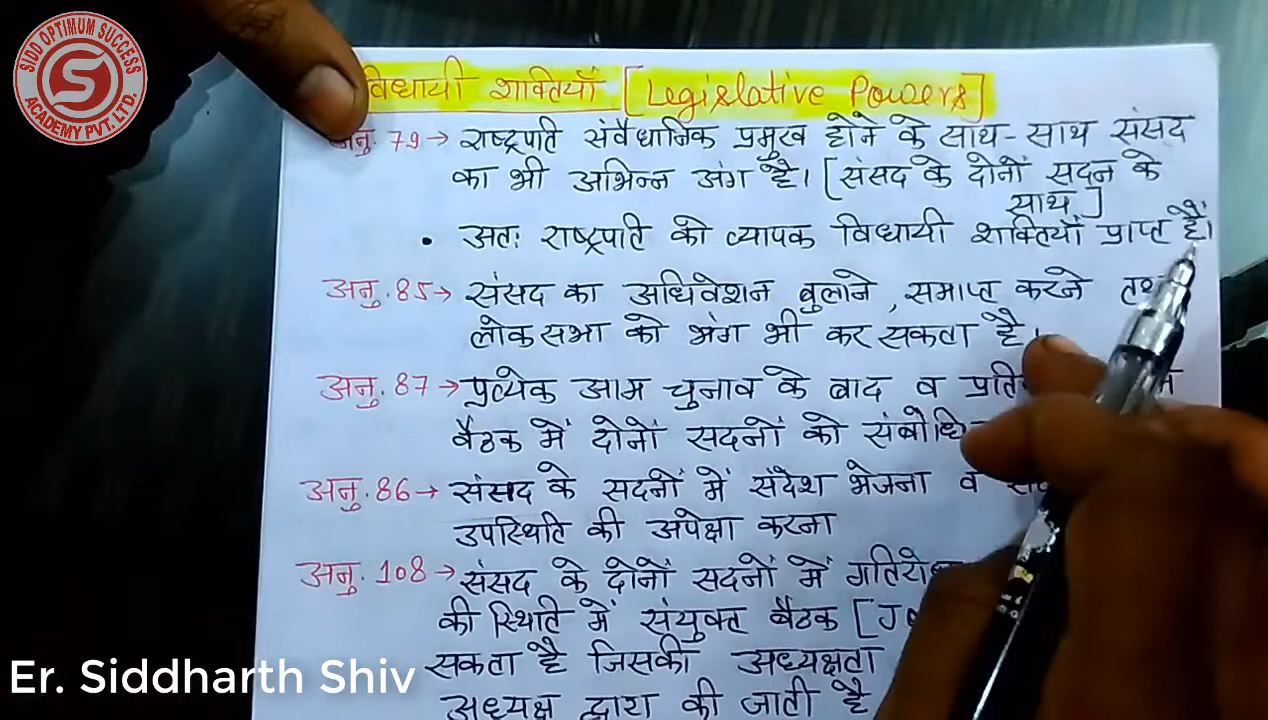 SIDD OPTIMUM SUCCESS
S
ACADEMY PVT. LTD.
विधायी शक्तियाँ [Legislative Powers]
अनु. 79 → राष्ट्रपति संवैधानिक प्रमुख होने के साथ-साथ संसद
का भी अभिन्न अंग है। [संसद के दोनों सदन के
साथ]
• अतः राष्ट्रपति को व्यापक विधायी शक्तियाँ प्राप्त हैं।
अनु. 85 → संसद का अधिवेशन बुलाने, समाप्त करने
लोकसभा को भंग भी कर सकता है।
अनु. 87 → प्रत्येक आम चुनाव के बाद व
बैठक में दोनों सदनों को
अनु. 86 → संसद के सदनों में संदेश भेजना व
उपस्थिति की अपेक्षा करना
अनु. 108 → संसद के दोनों सदनों में
की स्थिति में संयुक्त बैठक [
सकता है जिसकी अध्यक्षता
अध्यक्ष द्वारा की जाती है
Er. Siddharth Shiv